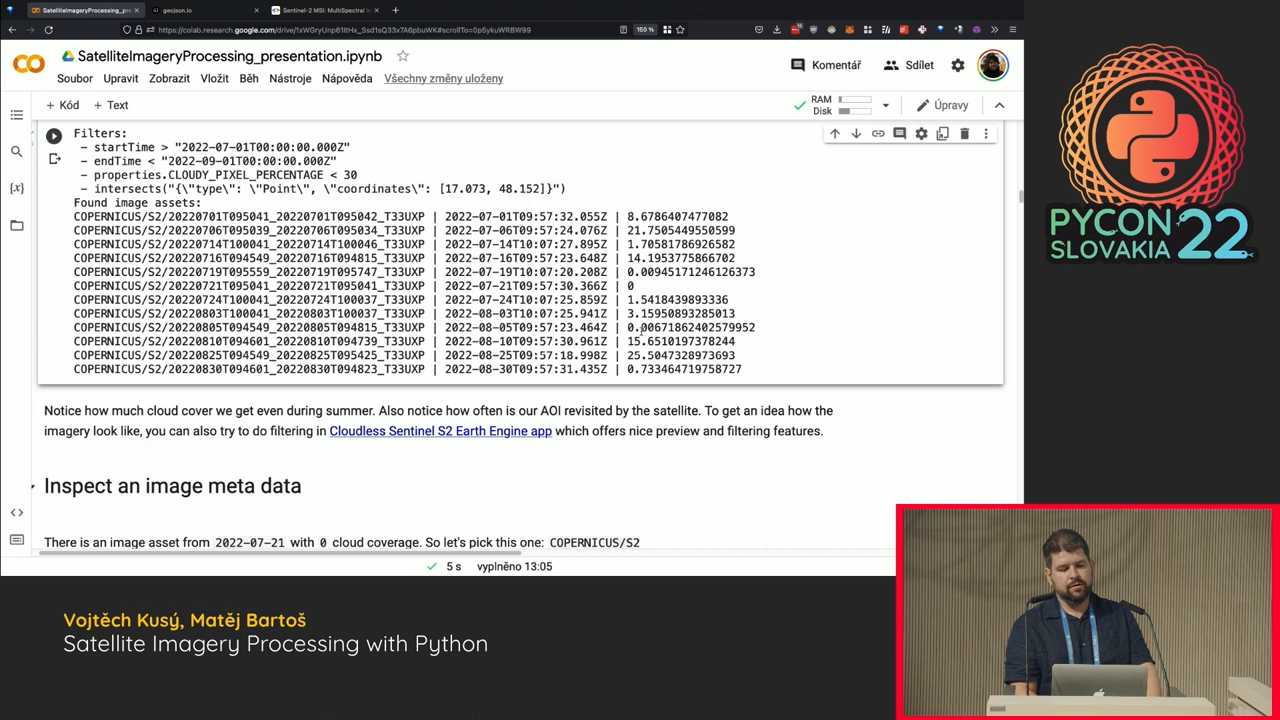 SatelliteImageryProcessing_pre
geojson.io
Sentinel-2 MSI: MultiSpectral In
150 %
SatelliteImageryProcessing_presentation.ipynb
Soubor Upravit Zobrazit Vložit Běh Nástroje Nápověda Všechny změny uloženy
Komentář
Sdílet
+ Kód + Text
RAM
Disk
Úpravy
Filters:
- startTime > "2022-07-01T00:00:00.000Z"
- endTime < "2022-09-01T00:00:00.000Z"
- properties.CLOUDY_PIXEL_PERCENTAGE < 30
- intersects("{\"type\": \"Point\", \"coordinates\": [17.073, 48.152]}")
Found image assets:
COPERNICUS/S2/20220701T095041_20220701T095042_T33UXP | 2022-07-01T09:57:32.055Z | 8.6786407477082
COPERNICUS/S2/20220706T095039_20220706T095034_T33UXP | 2022-07-06T09:57:24.076Z | 21.7505449550599
COPERNICUS/S2/20220714T100041_20220714T100046_T33UXP | 2022-07-14T10:07:27.895Z | 1.70581786926582
COPERNICUS/S2/20220716T094549_20220716T094815_T33UXP | 2022-07-16T09:57:23.648Z | 14.1953775866702
COPERNICUS/S2/20220719T095559_20220719T095747_T33UXP | 2022-07-19T10:07:20.208Z | 0.00945171246126373
COPERNICUS/S2/20220721T095041_20220721T095041_T33UXP | 2022-07-21T09:57:30.366Z | 0
COPERNICUS/S2/20220724T100041_20220724T100037_T33UXP | 2022-07-24T10:07:25.859Z | 1.5418439893336
COPERNICUS/S2/20220803T100041_20220803T100037_T33UXP | 2022-08-03T10:07:25.941Z | 3.15950893285013
COPERNICUS/S2/20220805T094549_20220805T094815_T33UXP | 2022-08-05T09:57:23.464Z | 0.00671862402579952
COPERNICUS/S2/20220810T094601_20220810T094739_T33UXP | 2022-08-10T09:57:30.961Z | 15.6510197378244
COPERNICUS/S2/20220825T094549_20220825T095425_T33UXP | 2022-08-25T09:57:18.998Z | 25.5047328973693
COPERNICUS/S2/20220830T094601_20220830T094823_T33UXP | 2022-08-30T09:57:31.435Z | 0.733464719758727
Notice how much cloud cover we get even during summer. Also notice how often is our AOI revisited by the satellite. To get an idea how the
imagery look like, you can also try to do filtering in Cloudless Sentinel S2 Earth Engine app which offers nice preview and filtering features.
Inspect an image meta data
There is an image asset from 2022-07-21 with 0 cloud coverage. So let's pick this one: COPERNICUS/S2
5 s vyplněno 13:05
PYCON
SLOVAKIA
22
Vojtěch Kusý, Matěj Bartoš
Satellite Imagery Processing with Python